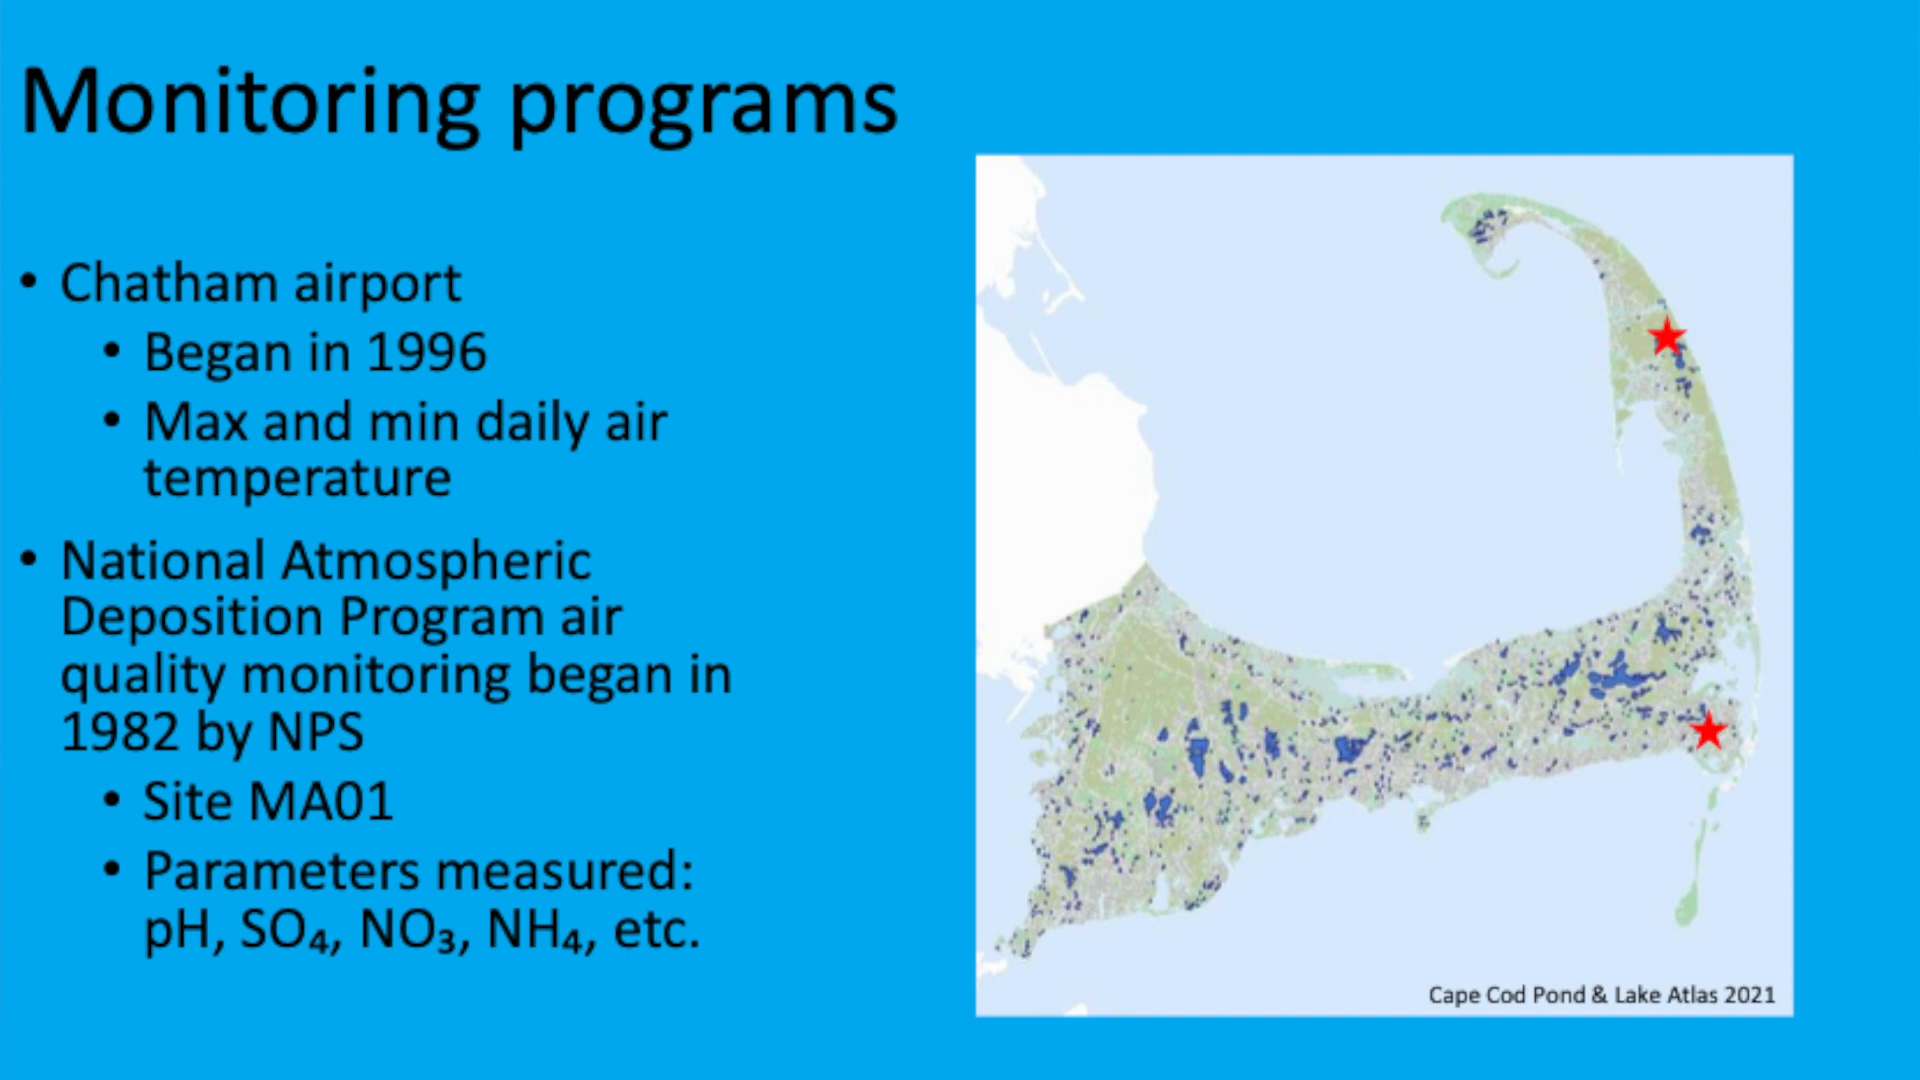 Monitoring programs
• Chatham airport
• Began in 1996
• Max and min daily air
temperature
• National Atmospheric
Deposition Program air
quality monitoring began in
1982 by NPS
• Site MA01
• Parameters measured:
pH, SO₄, NO₃, NH₄, etc.
Cape Cod Pond & Lake Atlas 2021